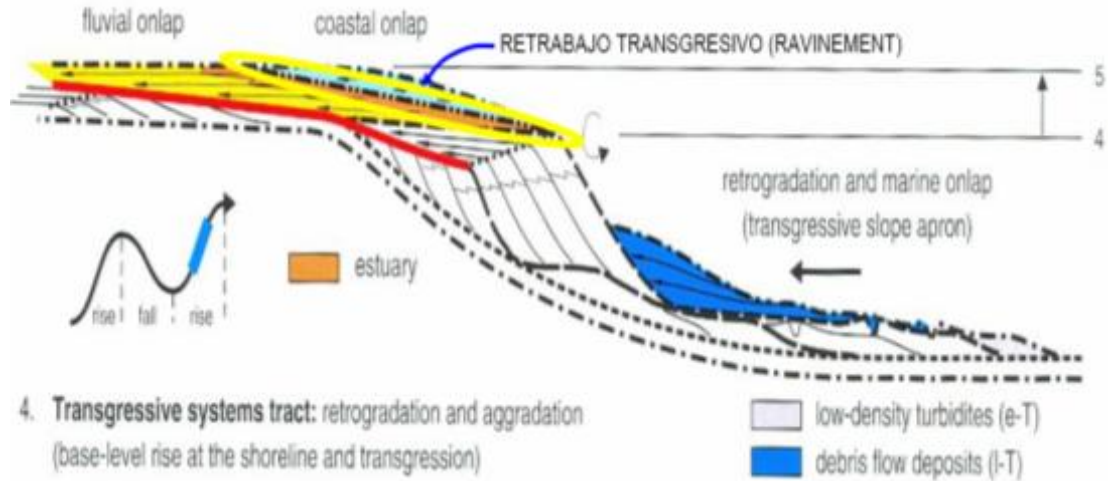 fluvial onlap
coastal onlap
RETRABAJO TRANSGRESIVO (RAVINEMENT)
5
4
retrogradation and marine onlap
(transgressive slope apron)
estuary
rise
fall
rise
4. Transgressive systems tract: retrogradation and aggradation
(base-level rise at the shoreline and transgression)
low-density turbidites (e-T)
debris flow deposits (l-T)